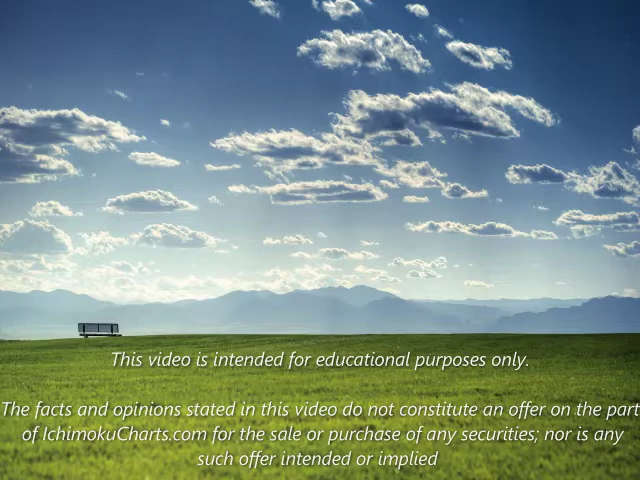 This video is intended for educational purposes only.
The facts and opinions stated in this video do not constitute an offer on the part
of IchimokuCharts.com for the sale or purchase of any securities; nor is any
such offer intended or implied